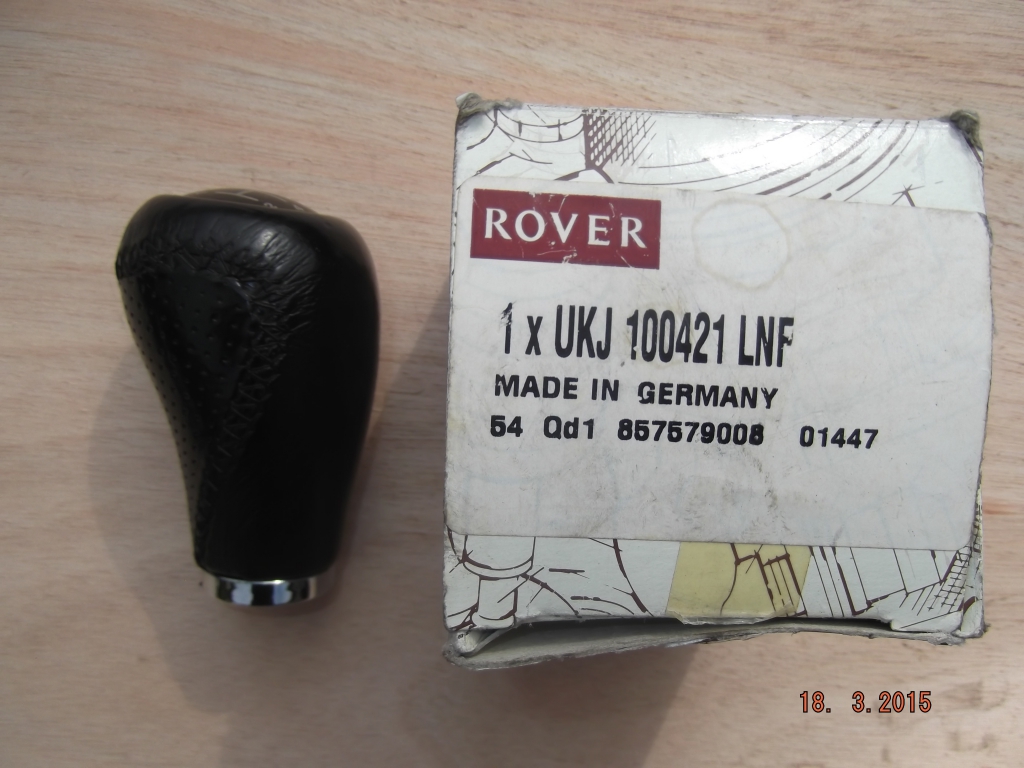 ROVER
1 x UKJ 100421 LNF
MADE IN GERMANY
54 Qd1 857579008 01447
18. 3.2015